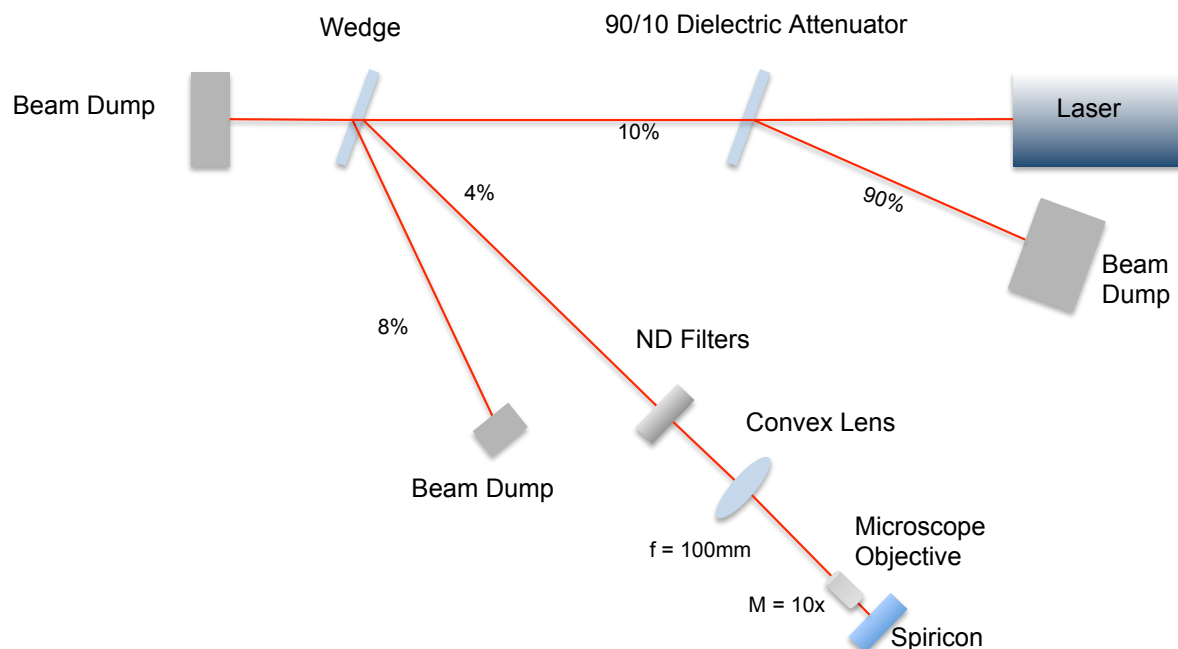 Wedge
90/10 Dielectric Attenuator
Beam Dump
Laser
10%
4%
90%
Beam
Dump
8%
ND Filters
Convex Lens
Beam Dump
Microscope
Objective
f = 100mm
M = 10x
Spiricon